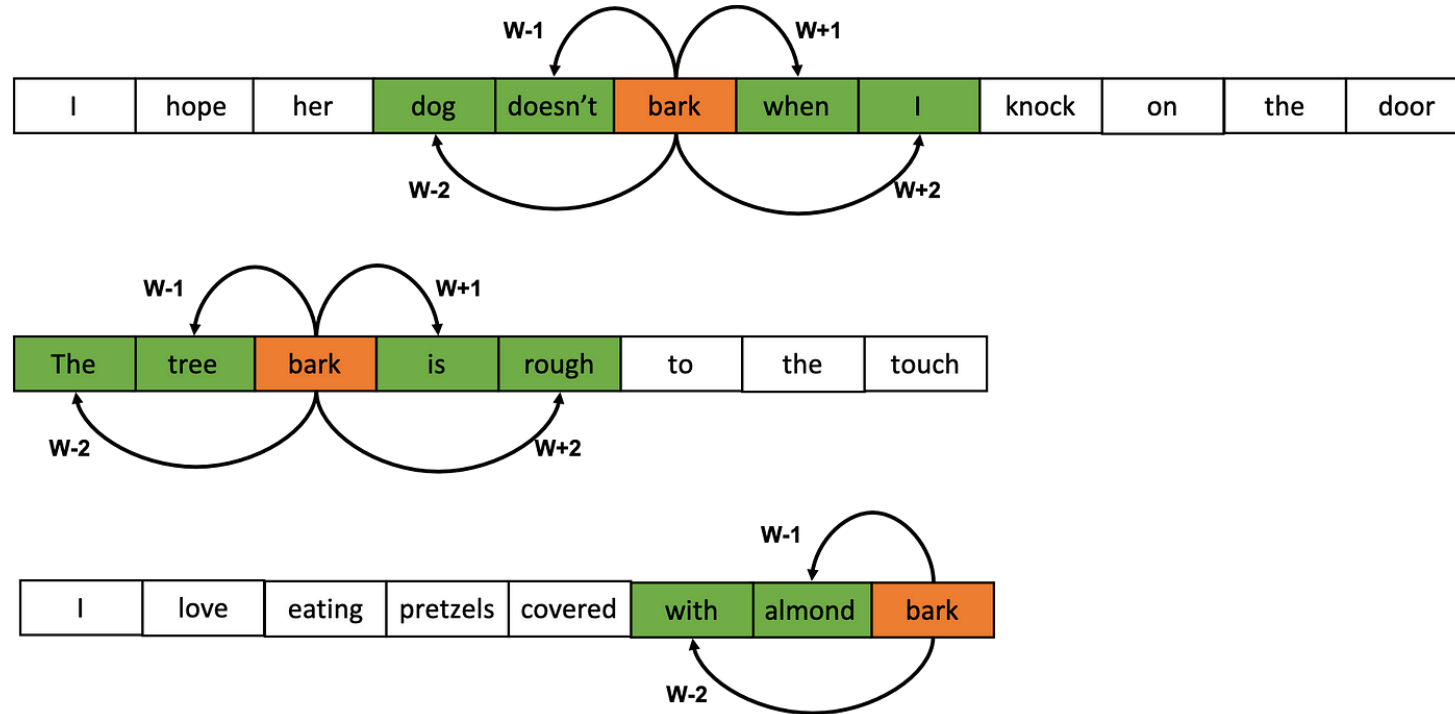 W-1 W+1
I hope her dog doesn't bark when I knock on the door
W-2 W+2
W-1 W+1
The tree bark is rough to the touch
W-2 W+2
W-1
I love eating pretzels covered with almond bark
W-2